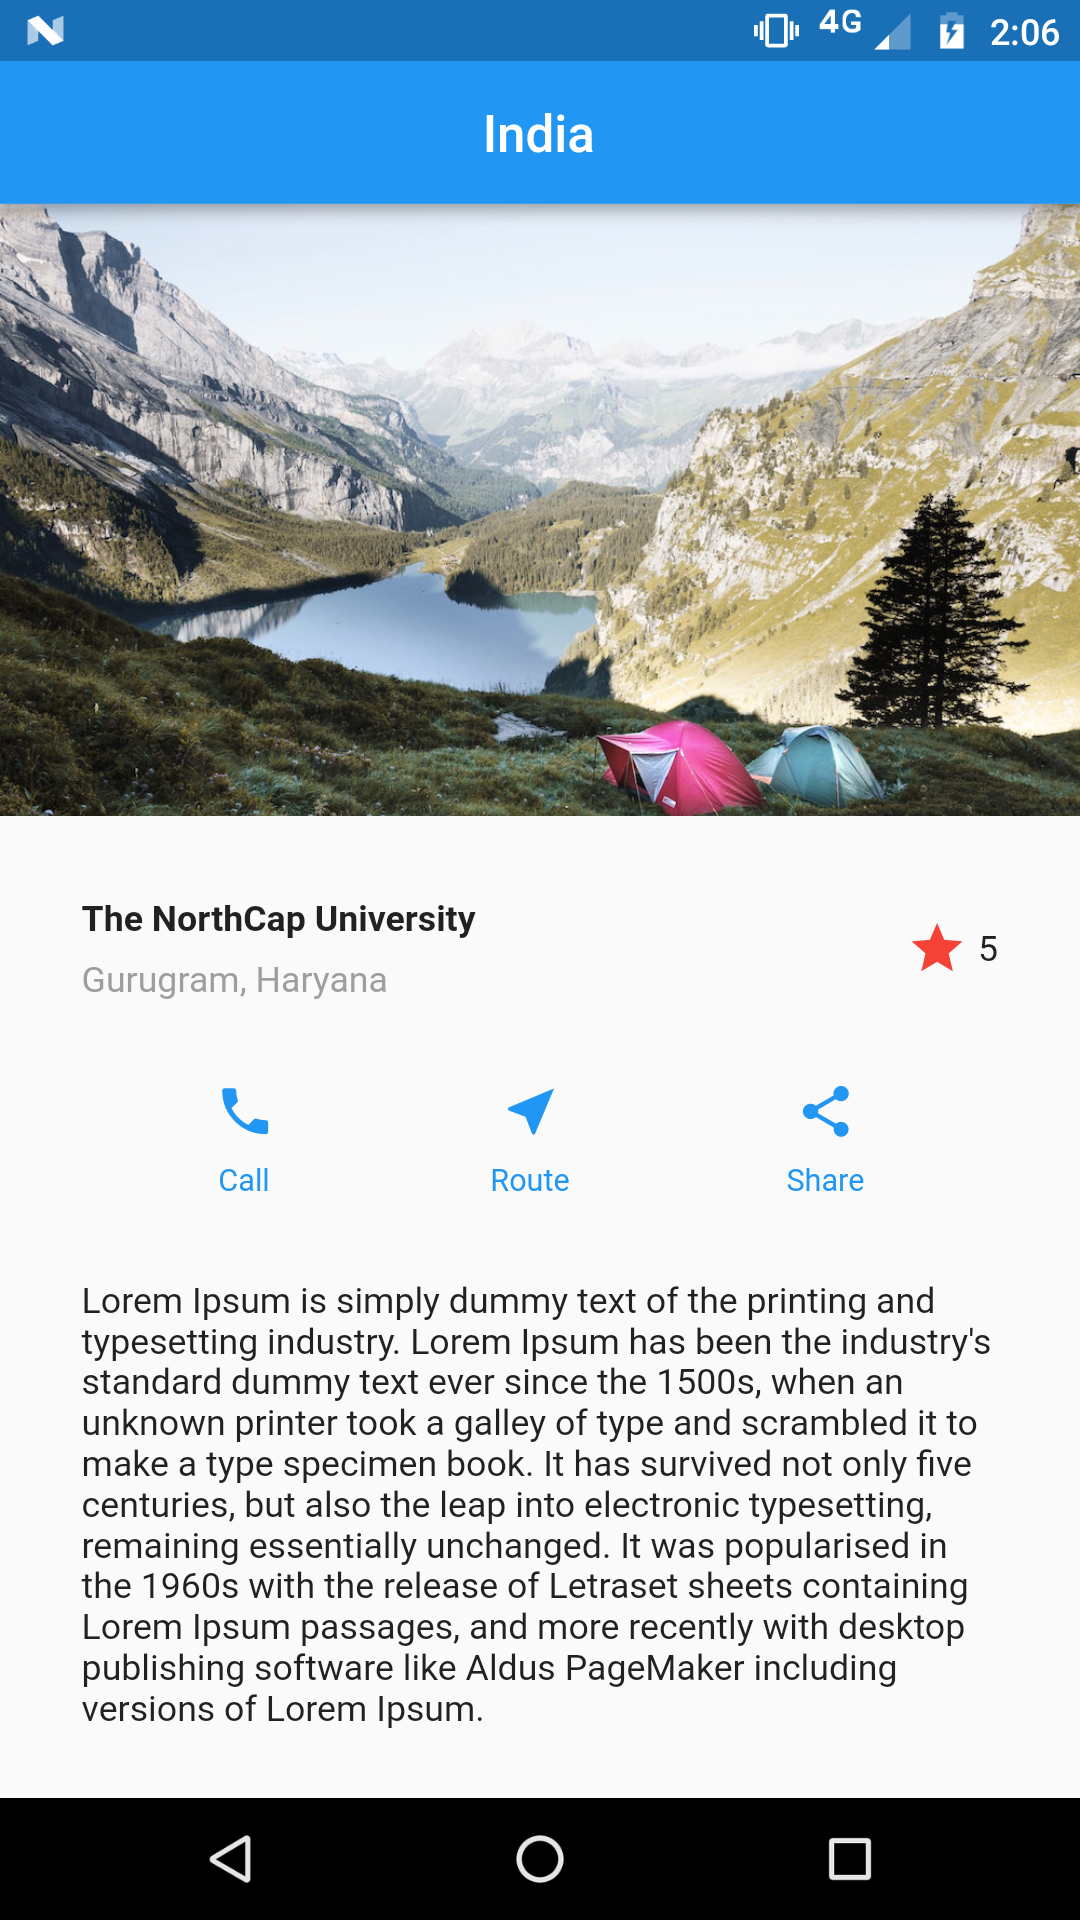 4G 2:06
India
The NorthCap University
Gurugram, Haryana
5
Call Route Share
Lorem Ipsum is simply dummy text of the printing and
typesetting industry. Lorem Ipsum has been the industry's
standard dummy text ever since the 1500s, when an
unknown printer took a galley of type and scrambled it to
make a type specimen book. It has survived not only five
centuries, but also the leap into electronic typesetting,
remaining essentially unchanged. It was popularised in
the 1960s with the release of Letraset sheets containing
Lorem Ipsum passages, and more recently with desktop
publishing software like Aldus PageMaker including
versions of Lorem Ipsum.